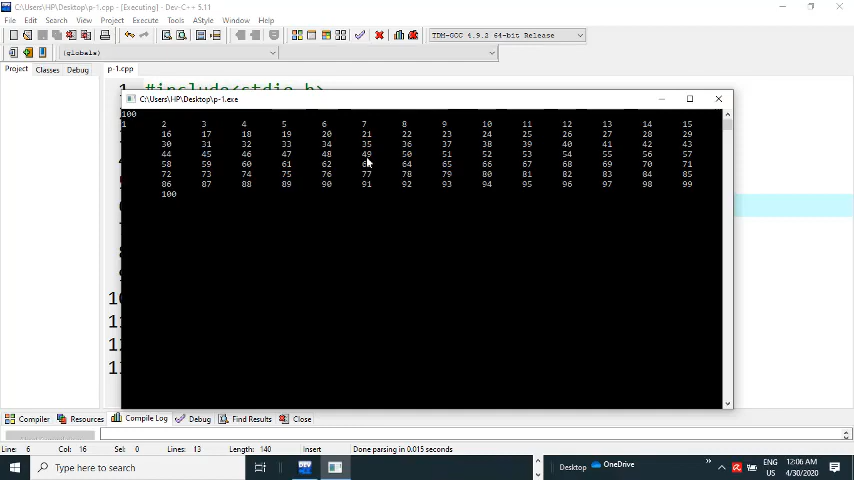 C:\Users\HP\Desktop\p-1.cpp - [Executing] - Dev-C++ 5.11
File Edit Search View Project Execute Tools AStyle Window Help
TDM-GCC 4.9.2 64-bit Release
(globals)
Project Classes Debug p-1.cpp
1 #include<stdio.h>
C:\Users\HP\Desktop\p-1.exe
100
1 2 3 4 5 6 7 8 9 10 11 12 13 14 15
16 17 18 19 20 21 22 23 24 25 26 27 28 29
30 31 32 33 34 35 36 37 38 39 40 41 42 43
44 45 46 47 48 49 50 51 52 53 54 55 56 57
58 59 60 61 62 64 65 66 67 68 69 70 71
72 73 74 75 76 77 78 79 80 81 82 83 84 85
86 87 88 89 90 91 92 93 94 95 96 97 98 99
100
10
11
12
13
Compiler Resources Compile Log Debug Find Results Close
Line: 6 Col: 16 Sel: 0 Lines: 13 Length: 140 Insert Done parsing in 0.015 seconds
Type here to search
Desktop OneDrive
ENG US
12:06 AM
4/30/2020